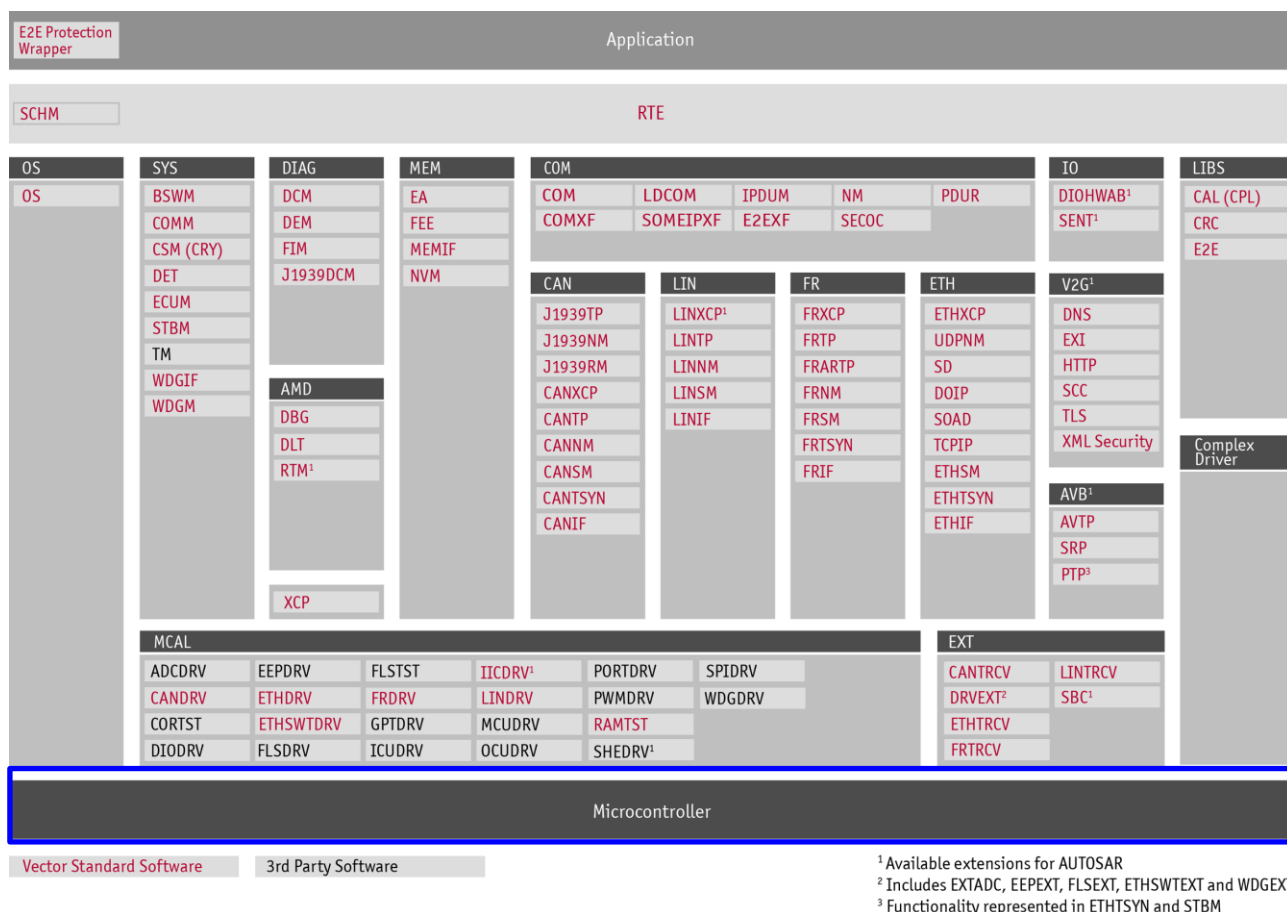 E2E Protection
Wrapper
Application
SCHM
RTE
OS
OS
SYS
BSWM
COMM
CSM (CRY)
DET
ECUM
STBM
TM
WDGIF
WDGM
DIAG
DCM
DEM
FIM
J1939DCM
AMD
DBG
DLT
RTM¹
XCP
MEM
EA
FEE
MEMIF
NVM
COM
COM LDCOM IPDUM NM PDUR
COMXF SOMEIPXF E2EXF SECOC
CAN
J1939TP
J1939NM
J1939RM
CANXCP
CANTP
CANNM
CANSM
CANTSYN
CANIF
LIN
LINXCP¹
LINTP
LINNM
LINSM
LINIF
FR
FRXCP
FRTP
FRARTP
FRNM
FRSM
FRTSYN
FRIF
ETH
ETHXCP
UDPNM
SD
DOIP
SOAD
TCPIP
ETHSM
ETHTSYN
ETHIF
IO
DIOHWAB¹
SENT¹
V2G¹
DNS
EXI
HTTP
SCC
TLS
XML Security
AVB¹
AVTP
SRP
PTP³
LIBS
CAL (CPL)
CRC
E2E
Complex
Driver
MCAL
ADCDRV EEPDRV FLSTST IICDRV¹ PORTDRV SPIDRV
CANDRV ETHDRV FRDRV LINDRV PWMDRV WDGDRV
CORTST ETHSWTDRV GPTDRV MCUDRV RAMTST
DIODRV FLSDRV ICUDRV OCUDRV SHEDRV¹
EXT
CANTRCV LINTRCV
DRVEXT² SBC¹
ETHTRCV
FRTRCV
Microcontroller
Vector Standard Software
3rd Party Software
¹ Available extensions for AUTOSAR
² Includes EXTADC, EEPEXT, FLSEXT, ETHSWTEXT and
³ Functionality represented in ETHTSYN and STBM